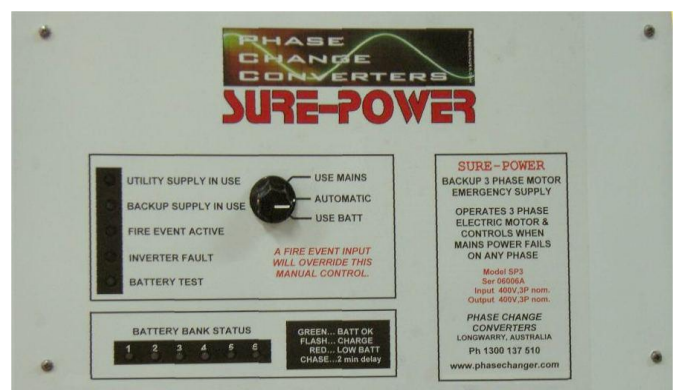 PHASE
CHANGE
CONVERTERS
SURE-POWER
UTILITY SUPPLY IN USE
BACKUP SUPPLY IN USE
FIRE EVENT ACTIVE
INVERTER FAULT
BATTERY TEST
USE MAINS
AUTOMATIC
USE BATT
A FIRE EVENT INPUT
WILL OVERRIDE THIS
MANUAL CONTROL.
BATTERY BANK STATUS
1 2 3 4 5 6
GREEN... BATT OK
FLASH... CHARGE
RED... LOW BATT
CHASE...2 min delay
SURE-POWER
BACKUP 3 PHASE MOTOR
EMERGENCY SUPPLY
OPERATES 3 PHASE
ELECTRIC MOTOR &
CONTROLS WHEN
MAINS POWER FAILS
ON ANY PHASE
Model SP3
Ser 06006A
Input 400V,3P nom.
Output 400V,3P nom.
PHASE CHANGE
CONVERTERS
LONGWARRY, AUSTRALIA
Ph 1300 137 510
www.phasechanger.com